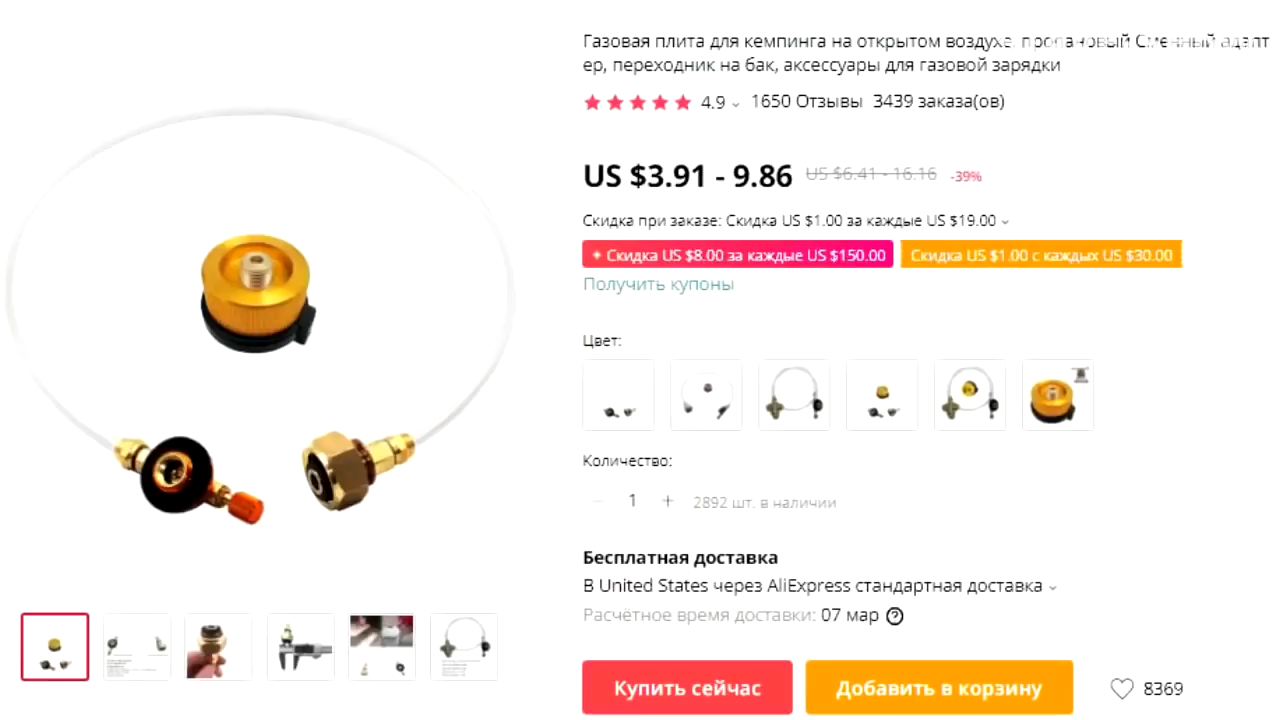 Газовая плита для кемпинга на открытом воздухе, пропановый Сменный адапт
ер, переходник на бак, аксессуары для газовой зарядки
4.9 1650 Отзывы 3439 заказа(ов)
US $3.91 - 9.86 US $6.41 - 16.16 -39%
Скидка при заказе: Скидка US $1.00 за каждые US $19.00
Скидка US $8.00 за каждые US $150.00 Скидка US $1.00 с каждых US $30.00
Получить купоны
Цвет:
Количество:
1 + 2892 шт. в наличии
Бесплатная доставка
В United States через AliExpress стандартная доставка
Расчётное время доставки: 07 мар ?
Купить сейчас Добавить в корзину 8369